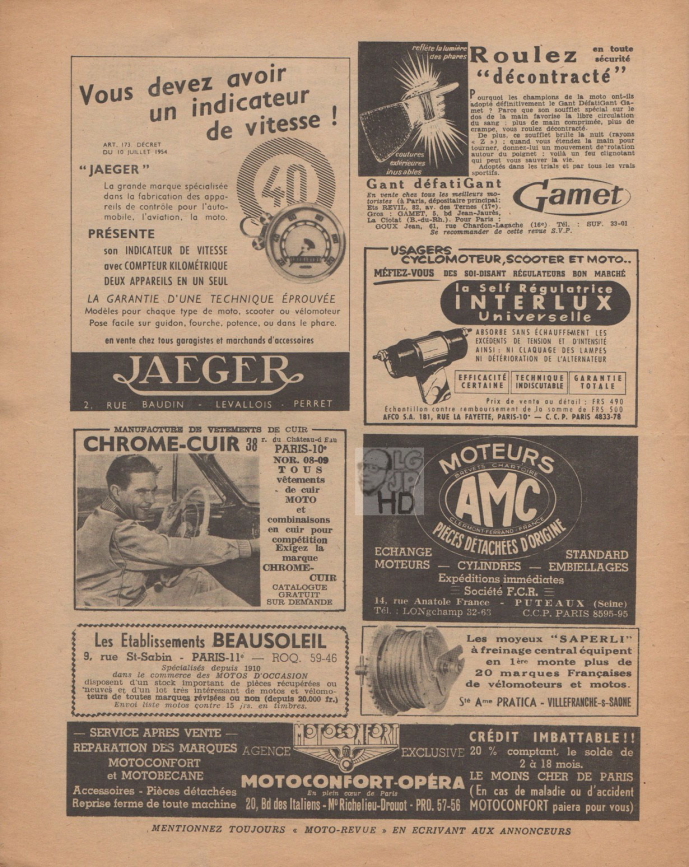 Vous devez avoir
un indicateur
de vitesse !
ART. 173 DÉCRET
DU 10 JUILLET 1954
"JAEGER"
La grande marque spécialisée
dans la fabrication des appa-
reils de contrôle pour l'auto-
mobile, l'aviation, la moto.
PRÉSENTE
son INDICATEUR DE VITESSE
avec COMPTEUR KILOMÉTRIQUE
DEUX APPAREILS EN UN SEUL
40
LA GARANTIE D'UNE TECHNIQUE ÉPROUVÉE
Modèles pour chaque type de moto, scooter ou vélomoteur
Pose facile sur guidon, fourche, potence, ou dans le phare.
en vente chez tous garagistes et marchands d'accessoires
JAEGER
2, RUE BAUDIN - LEVALLOIS - PERRET
reflète la lumière
des phares
coutures
extérieures
inusables
Roulez en toute
sécurité
"décontracté"
Pourquoi les champions de la moto ont-ils
adopté définitivement le Gant DéfatiGant Ga-
met ? Parce que son soufflet spécial sur le
dos de la main favorise la libre circulation
du sang ; plus de main comprimée, plus de
crampe, vous roulez décontracté.
De plus, ce soufflet brille la nuit (rayons
« Z ») ; quand vous étendez la main pour
tourner, donnez-lui un mouvement de rotation
autour du poignet : voilà un feu clignotant
qui peut vous sauver la vie.
Adoptés dans les trials et par tous les vrais
sportifs.
Gant défatiGant
En vente chez tous les meilleurs mo-
toristes (à Paris, dépositaire principal:
Ets REVIL, 82, av. des Ternes (17e).
Gros : GAMET, 8, bd Jean-Jaurès,
La Ciotat (B.-du-Rh.). Pour Paris :
GOUX Jean, 61, rue Chardon-Lagache (16e) Tél. : SUF. 33-01
Se recommander de cette revue S.V.P.
Gamet
USAGERS
CYCLOMOTEUR, SCOOTER ET MOTO..
MÉFIEZ-VOUS DES SOI-DISANT RÉGULATEURS BON MARCHÉ
la Self Régulatrice
INTERLUX
Universelle
ABSORBE SANS ÉCHAUFFEMENT LES
EXCÉDENTS DE TENSION ET D'INTENSITÉ
AINSI : NI CLAQUAGE DES LAMPES
NI DÉTERIORATION DE L'ALTERNATEUR
EFFICACITÉ
CERTAINE
TECHNIQUE
INDISCUTABLE
GARANTIE
TOTALE
Prix de vente au détail : FRS 490
Echantillon contre remboursement de la somme de FRS 500
AFCO S.A. 181, RUE LA FAYETTE, PARIS-10e — C.C.P. PARIS 4833-78
MANUFACTURE DE VETEMENTS DE CUIR
CHROME-CUIR 38 r. du Château-d'Eau
PARIS-10e
NOR. 08-09
TOUS
vêtements
- de cuir
MOTO
et
combinaisons
en cuir pour
compétition
Exigez la
marque
CHROME-
CUIR
CATALOGUE
GRATUIT
SUR DEMANDE
LG
JP
HD
MOTEURS
BREVETS CHARTOIRE
AMC
CLERMONT-FERRAND - FRANCE
PIÈCES DÉTACHÉES D'ORIGINE
ECHANGE STANDARD
MOTEURS — CYLINDRES — EMBIELLAGES
Expéditions immédiates
Société F.C.R.
14, rue Anatole France - PUTEAUX (Seine)
Tél. : LONgchamp 32-63 C.C.P. PARIS 8595-95
Les Etablissements BEAUSOLEIL
9, rue St-Sabin - PARIS-11e — ROQ. 59-46
Spécialisés depuis 1910
dans le commerce des MOTOS D'OCCASION
disposent d'un stock important de pièces récupérées ou
neuves et d'un lot très intéressant de motos et vélomo-
teurs de toutes marques révisées ou non (depuis 20.000 fr.)
Envoi liste motos contre 15 frs. en timbres.
Les moyeux "SAPERLI"
à freinage central équipent
en 1ère monte plus de
20 marques Françaises
de vélomoteurs et motos.
Sté Ame PRATICA - VILLEFRANCHE-s-SAONE
— SERVICE APRES VENTE —
REPARATION DES MARQUES
MOTOCONFORT
et MOTOBECANE
Accessoires - Pièces détachées
Reprise ferme de toute machine
MOTOCONFORT
AGENCE EXCLUSIVE
MOTOCONFORT-OPÉRA
En plein cœur de Paris
20, Bd des Italiens - Mo Richelieu-Drouot - PRO. 57-56
CRÉDIT IMBATTABLE!!
20 % comptant, le solde de
2 à 18 mois.
LE MOINS CHER DE PARIS
(En cas de maladie ou d'accident
MOTOCONFORT paiera pour vous)
MENTIONNEZ TOUJOURS « MOTO-REVUE » EN ECRIVANT AUX ANNONCEURS